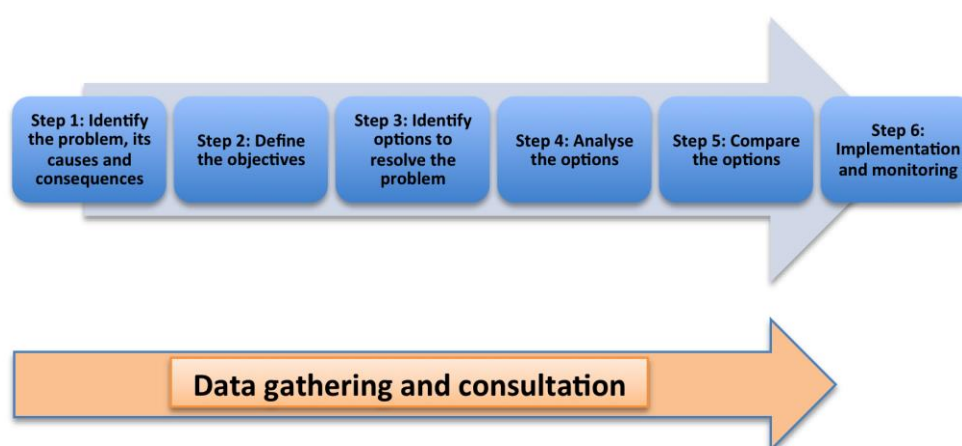 Step 1: Identify
the problem, its
causes and
consequences
Step 2: Define
the objectives
Step 3: Identify
options to
resolve the
problem
Step 4: Analyse
the options
Step 5: Compare
the options
Step 6:
Implementation
and monitoring
Data gathering and consultation